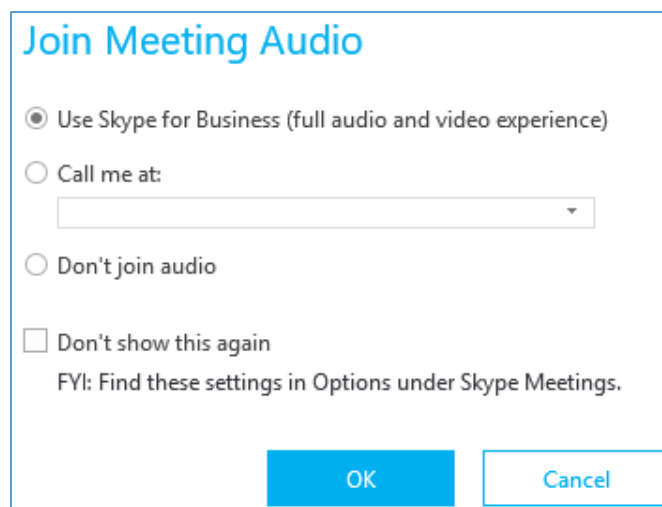 Join Meeting Audio
Use Skype for Business (full audio and video experience)
Call me at:
Don't join audio
Don't show this again
FYI: Find these settings in Options under Skype Meetings.
OK
Cancel